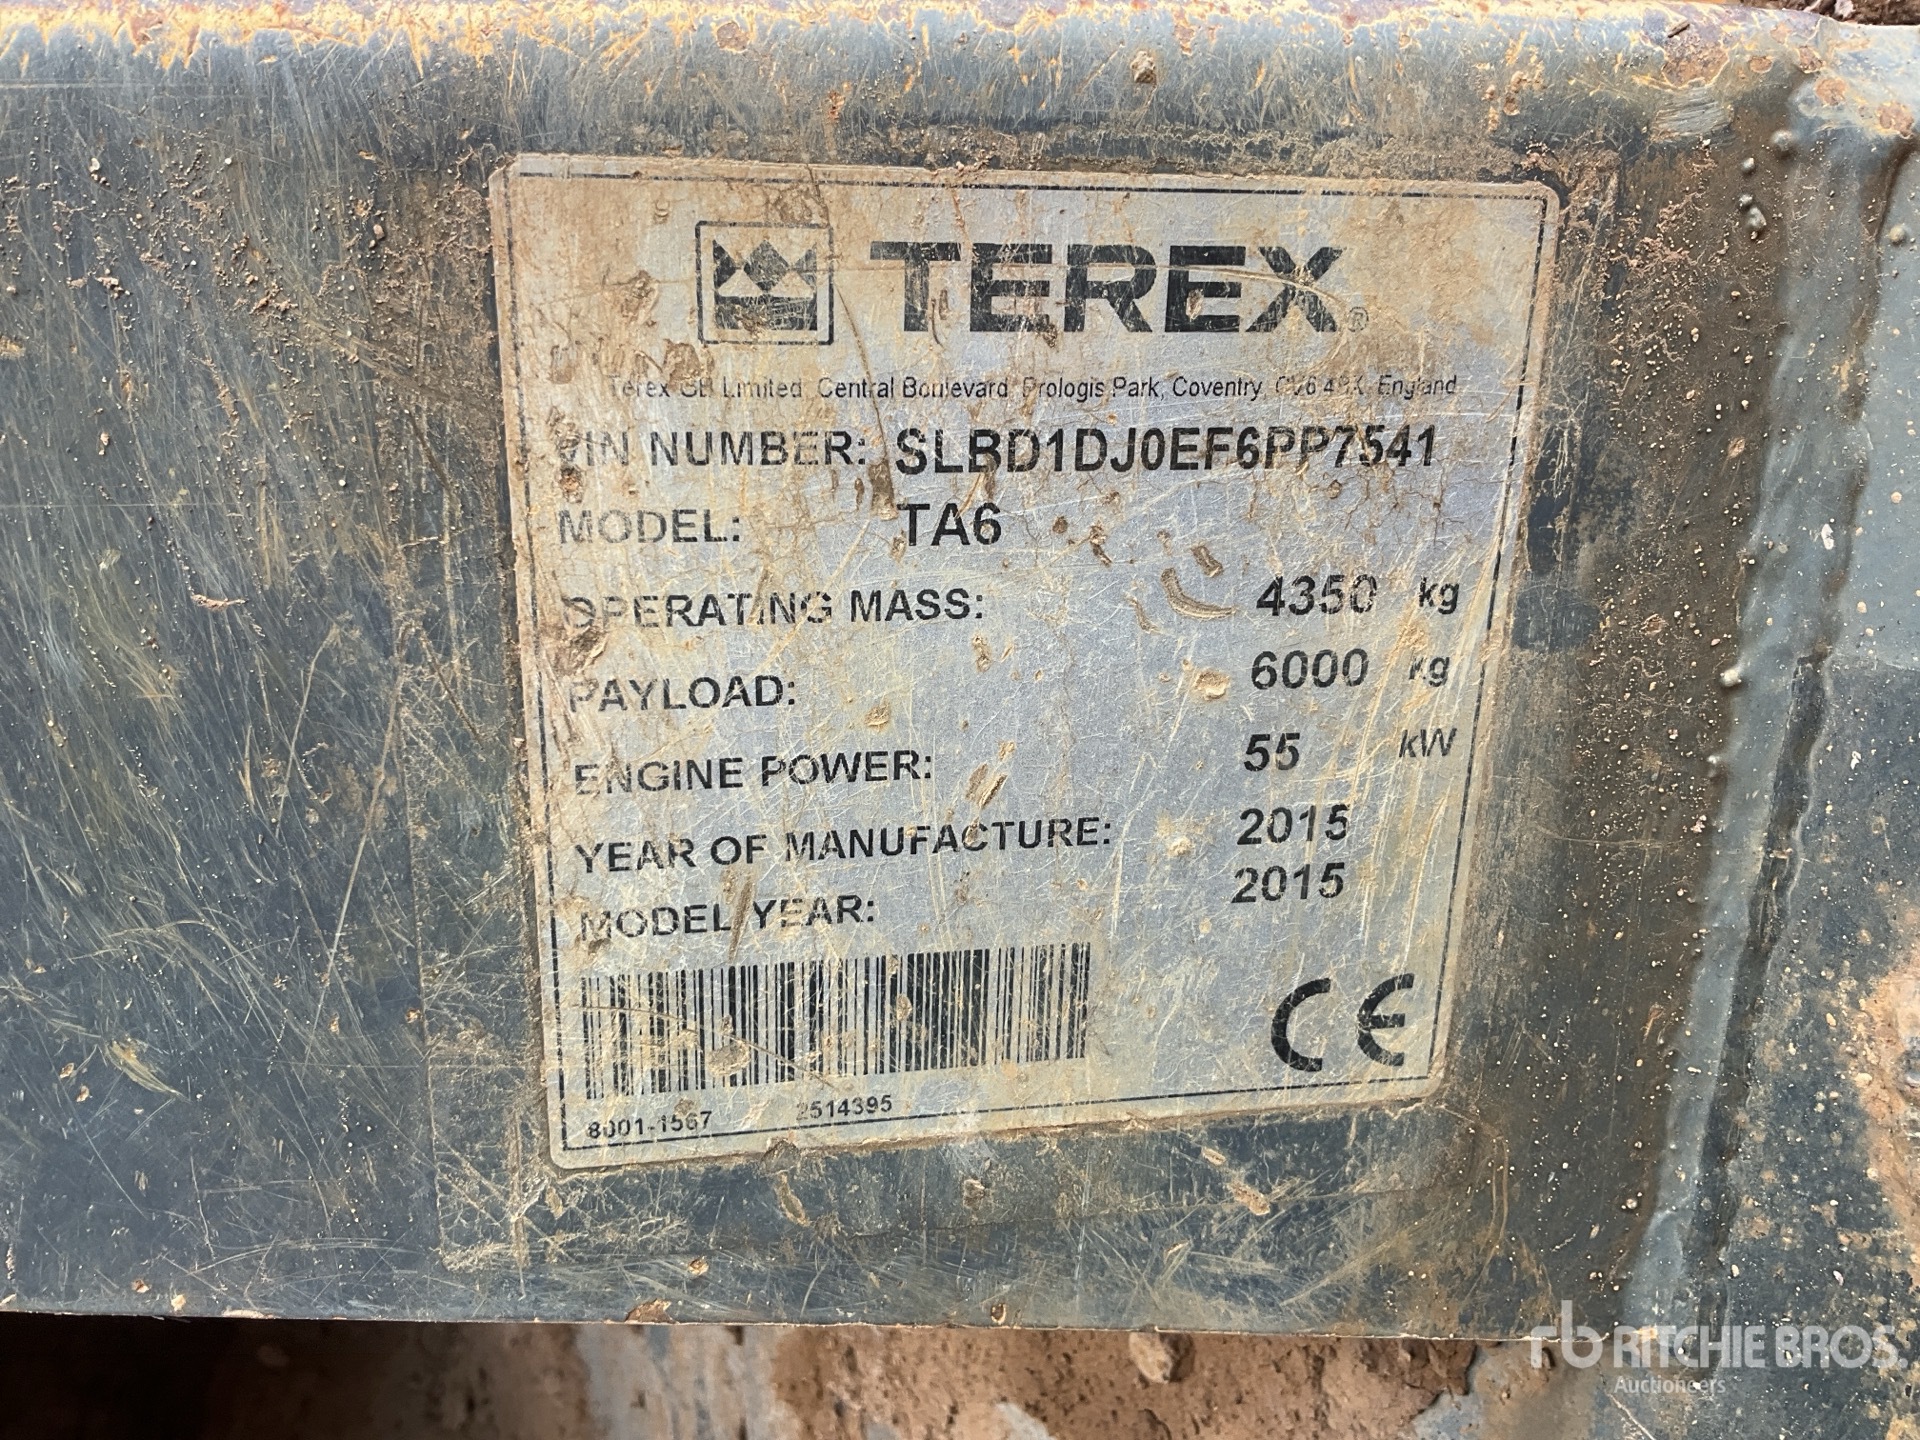 TEREX®
Terex GB Limited, Central Boulevard, Prologis Park, Coventry, CV6 4BX, England
VIN NUMBER: SLBD1DJ0EF6PP7541
MODEL: TA6
OPERATING MASS: 4350 kg
PAYLOAD: 6000 kg
ENGINE POWER: 55 kW
YEAR OF MANUFACTURE: 2015
MODEL YEAR: 2015
CE
8001-1567 2514395
rb RITCHIE BROS.
Auctioneers